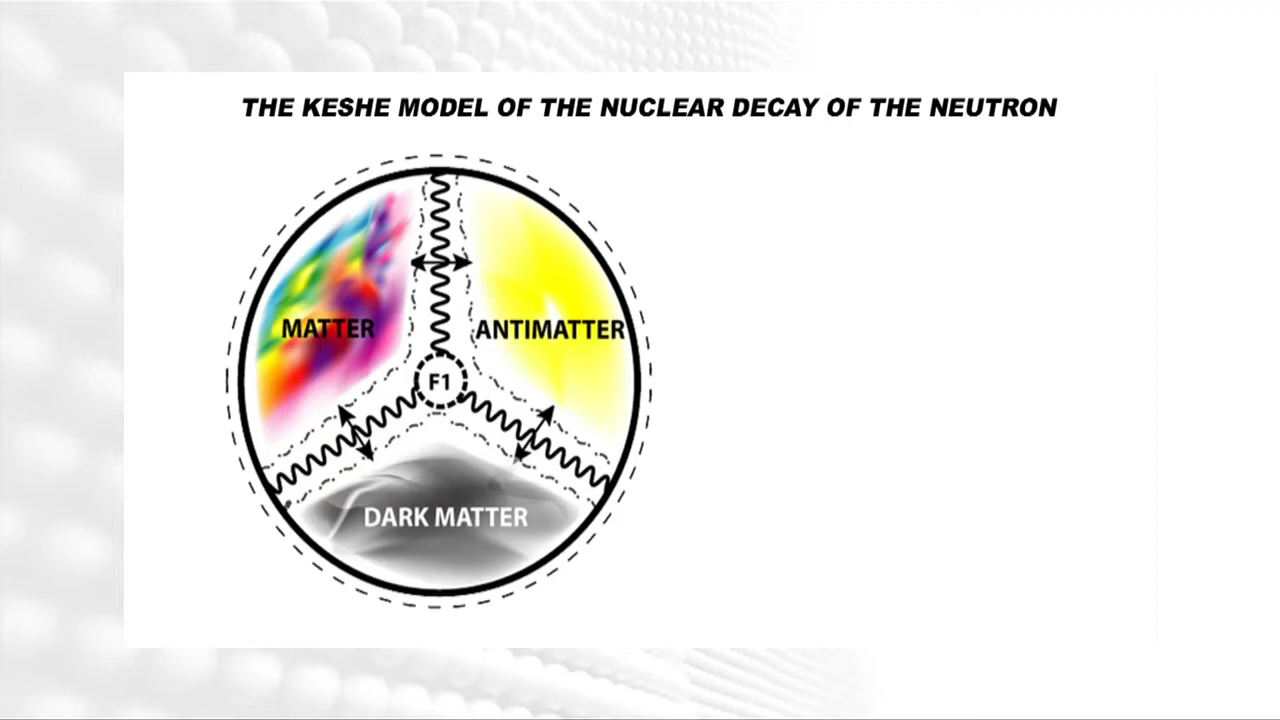 THE KESHE MODEL OF THE NUCLEAR DECAY OF THE NEUTRON
MATTER
ANTIMATTER
F1
DARK MATTER